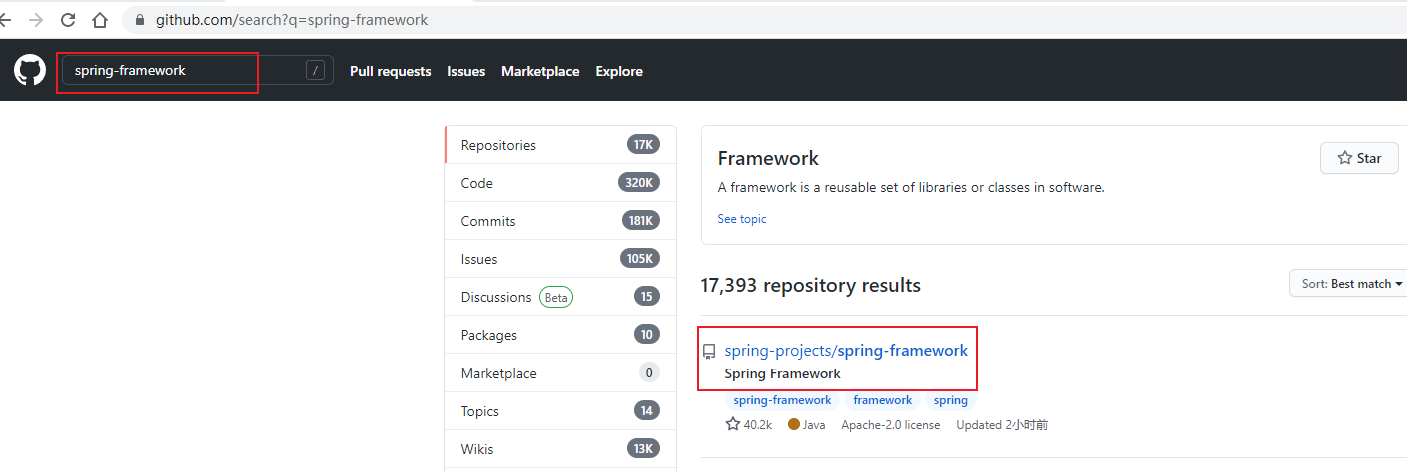 github.com/search?q=spring-framework
spring-framework / Pull requests Issues Marketplace Explore
Repositories 17K
Code 320K
Commits 181K
Issues 105K
Discussions Beta 15
Packages 10
Marketplace 0
Topics 14
Wikis 13K
Framework
Star
A framework is a reusable set of libraries or classes in software.
See topic
17,393 repository results
Sort: Best match
spring-projects/spring-framework
Spring Framework
spring-framework framework spring
40.2k Java Apache-2.0 license Updated 2小时前